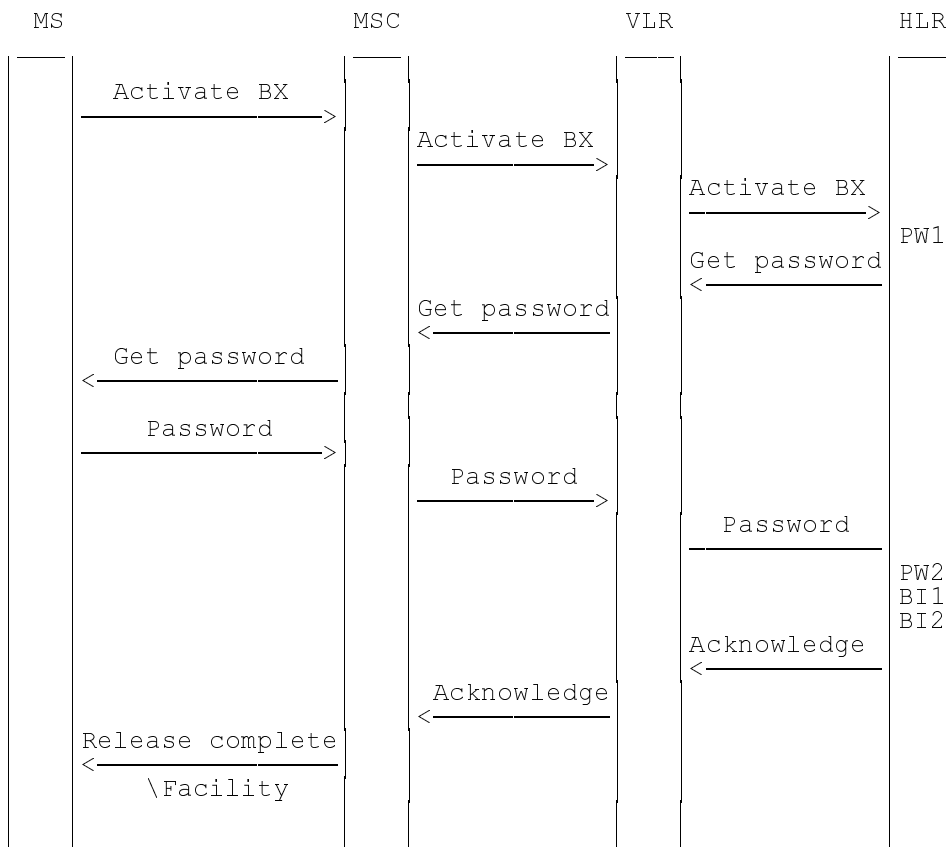 MS MSC VLR HLR
Activate BX
Activate BX
Activate BX
PW1
Get password
Get password
Get password
Password
Password
Password
PW2
BI1
BI2
Acknowledge
Acknowledge
Release complete
\Facility